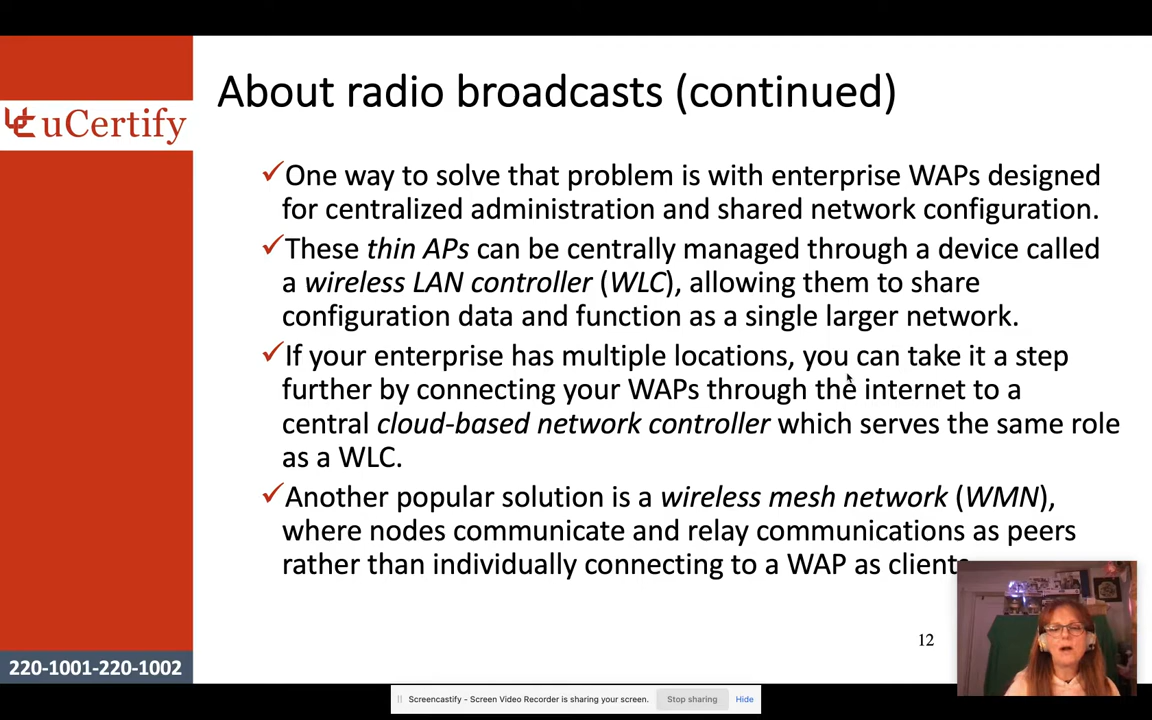 About radio broadcasts (continued)
uCertify
One way to solve that problem is with enterprise WAPs designed
for centralized administration and shared network configuration.
These thin APs can be centrally managed through a device called
a wireless LAN controller (WLC), allowing them to share
configuration data and function as a single larger network.
If your enterprise has multiple locations, you can take it a step
further by connecting your WAPs through the internet to a
central cloud-based network controller which serves the same role
as a WLC.
Another popular solution is a wireless mesh network (WMN),
where nodes communicate and relay communications as peers
rather than individually connecting to a WAP as clients
12
220-1001-220-1002
Screencastify - Screen Video Recorder is sharing your screen.
Stop sharing
Hide